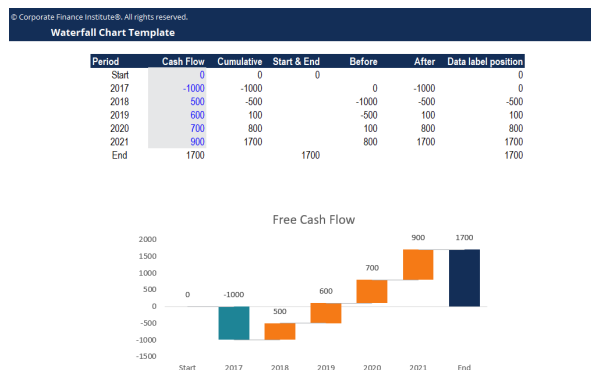 © Corporate Finance Institute®. All rights reserved.
Waterfall Chart Template
Period Cash Flow Cumulative Start & End Before After Data label position
Start 0 0 0 0
2017 -1000 -1000 0 -1000 0
2018 500 -500 -1000 -500 -500
2019 600 100 -500 100 100
2020 700 800 100 800 800
2021 900 1700 800 1700 1700
End 1700 1700 1700
Free Cash Flow
2000
1500
1000
500
0
-500
-1000
-1500
0 -1000 500 600 700 900 1700
Start 2017 2018 2019 2020 2021 End